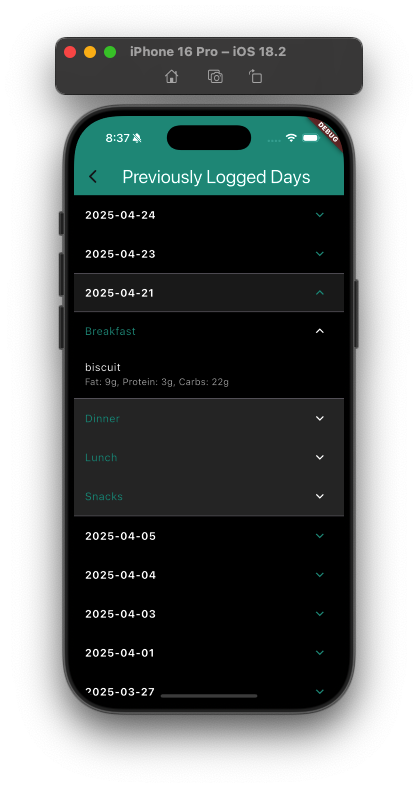 iPhone 16 Pro – iOS 18.2
8:37
DEBUG
Previously Logged Days
2025-04-24
2025-04-23
2025-04-21
Breakfast
biscuit
Fat: 9g, Protein: 3g, Carbs: 22g
Dinner
Lunch
Snacks
2025-04-05
2025-04-04
2025-04-03
2025-04-01
2025-03-27